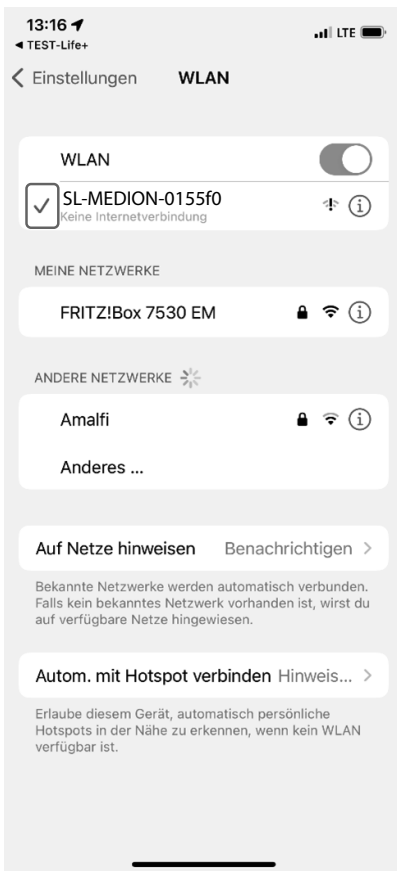 13:16
LTE
TEST-Life+
Einstellungen
WLAN
WLAN
SL-MEDION-0155f0
Keine Internetverbindung
MEINE NETZWERKE
FRITZ!Box 7530 EM
ANDERE NETZWERKE
Amalfi
Anderes ...
Auf Netze hinweisen Benachrichtigen
Bekannte Netzwerke werden automatisch verbunden.
Falls kein bekanntes Netzwerk vorhanden ist, wirst du
auf verfügbare Netze hingewiesen.
Autom. mit Hotspot verbinden Hinweis...
Erlaube diesem Gerät, automatisch persönliche
Hotspots in der Nähe zu erkennen, wenn kein WLAN
verfügbar ist.